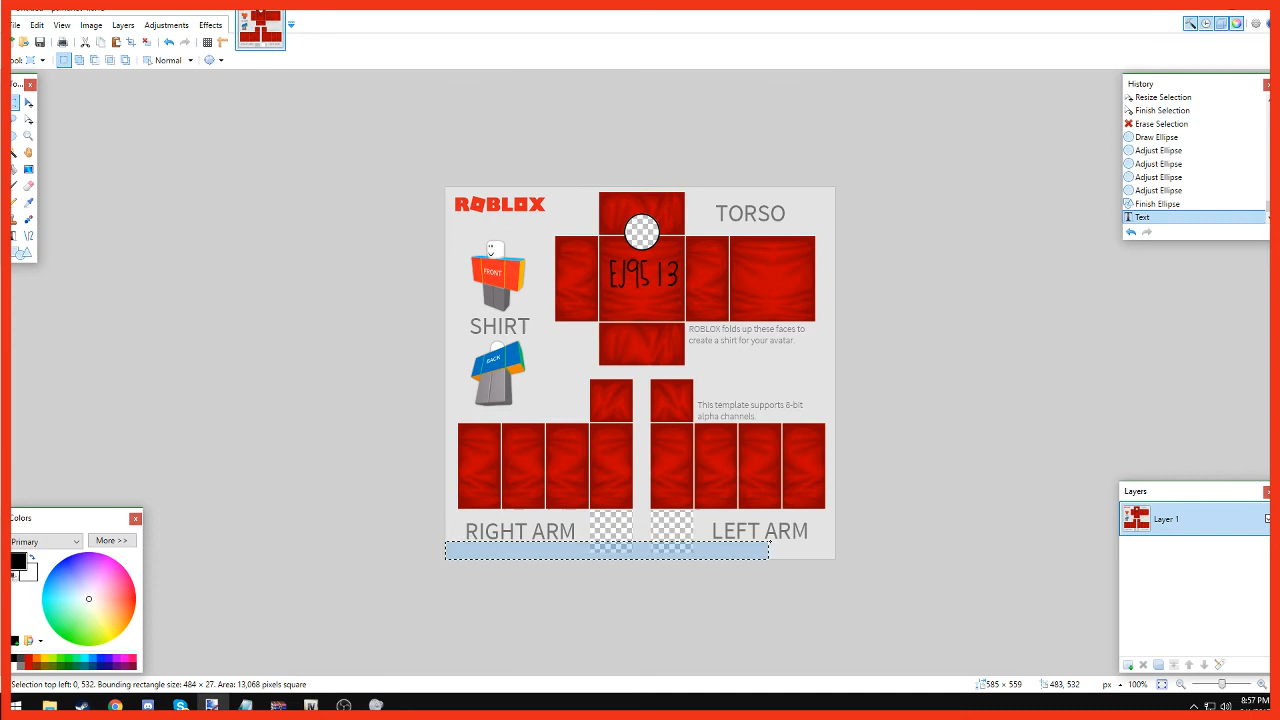 File Edit View Image Layers Adjustments Effects
Normal
History
Resize Selection
Finish Selection
Erase Selection
Draw Ellipse
Adjust Ellipse
Adjust Ellipse
Adjust Ellipse
Adjust Ellipse
Finish Ellipse
Text
ROBLOX
TORSO
FRONT
EJ9513
SHIRT
BACK
ROBLOX folds up these faces to
create a shirt for your avatar.
This template supports 8-bit
alpha channels.
RIGHT ARM
LEFT ARM
Layers
Layer 1
Colors
Primary
More >>
Selection top left: 0, 532. Bounding rectangle size: 484 × 27. Area: 13,068 pixels square
585 × 559
483, 532
px
100%
8:57 PM